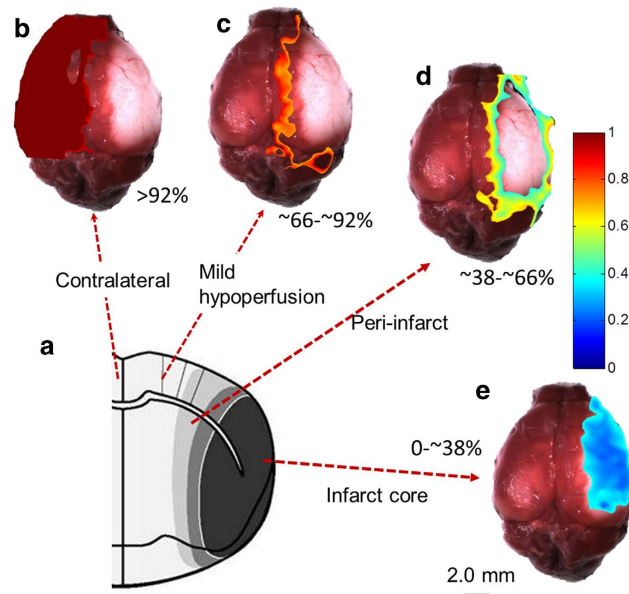 b
c
d
>92%
~66-~92%
~38-~66%
1
0.8
0.6
0.4
0.2
0
Contralateral
Mild
hypoperfusion
Peri-infarct
a
e
0-~38%
Infarct core
2.0 mm